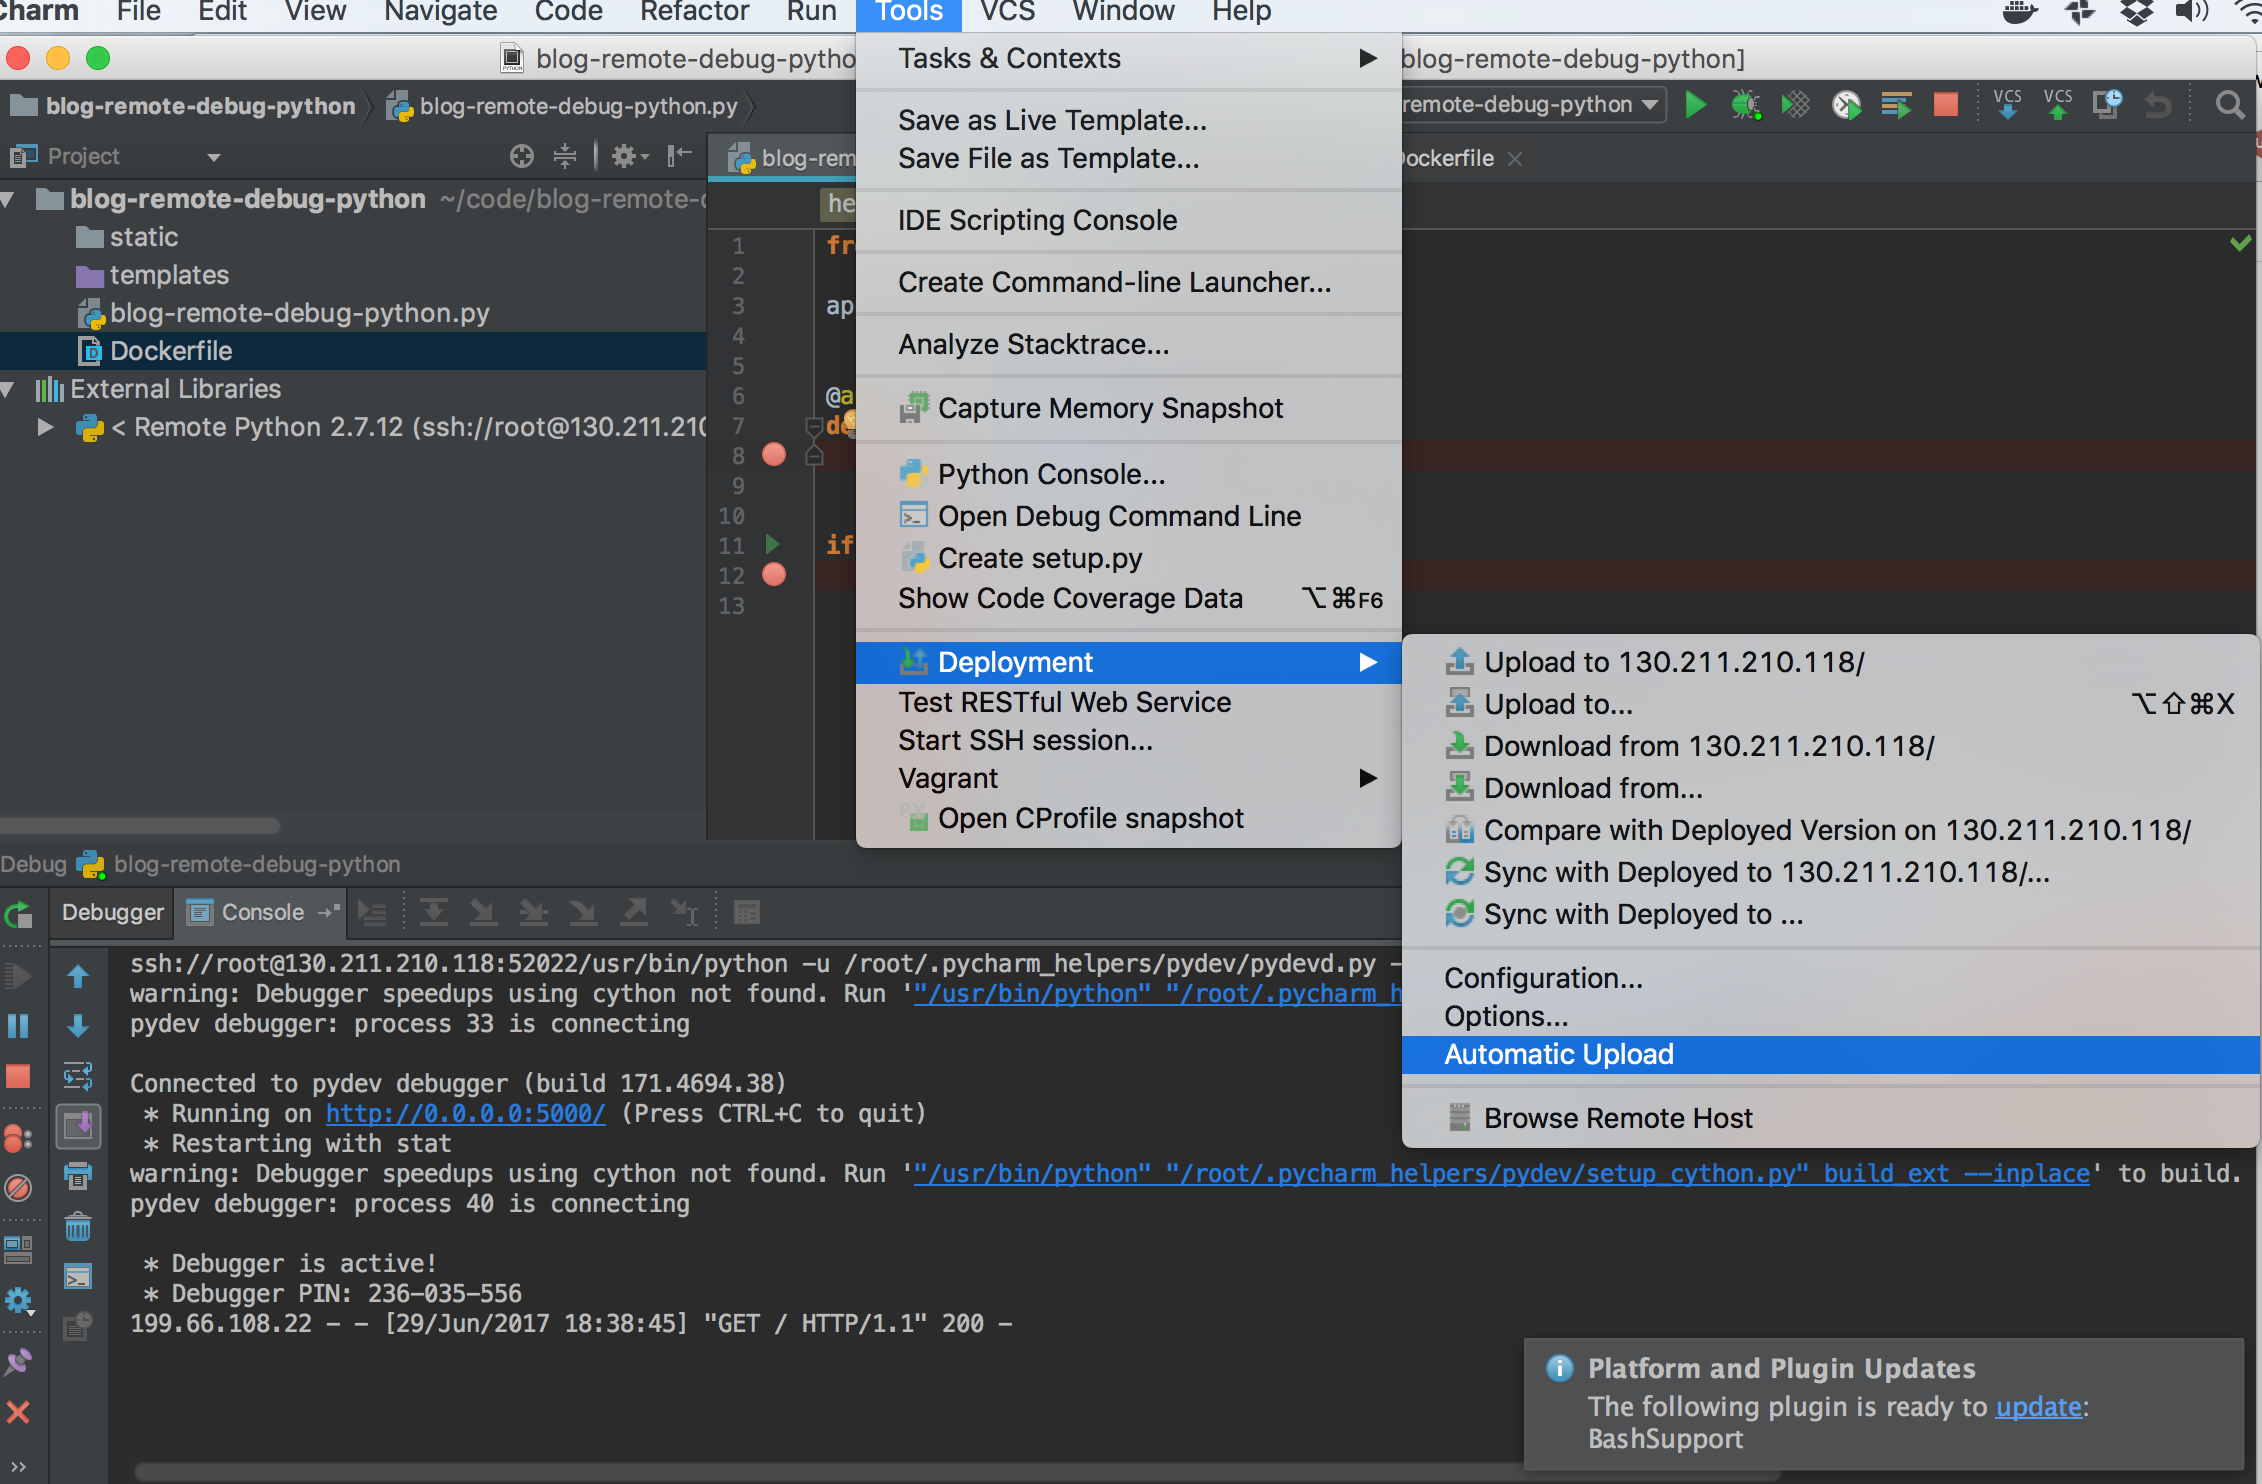 Charm File Edit View Navigate Code Refactor Run Tools VCS Window Help
blog-remote-debug-pytho blog-remote-debug-python]
blog-remote-debug-python blog-remote-debug-python.py remote-debug-python VCS VCS
Project
blog-rem Dockerfile
blog-remote-debug-python ~/code/blog-remote-
static
templates
blog-remote-debug-python.py
Dockerfile
External Libraries
< Remote Python 2.7.12 (ssh://root@130.211.210
he
1 fr
2
3 ap
4
5
6 @a
7 de
8
9
10
11 if
12
13
Tasks & Contexts
Save as Live Template...
Save File as Template...
IDE Scripting Console
Create Command-line Launcher...
Analyze Stacktrace...
Capture Memory Snapshot
Python Console...
Open Debug Command Line
Create setup.py
Show Code Coverage Data ⌥⌘F6
Deployment
Test RESTful Web Service
Start SSH session...
Vagrant
Open CProfile snapshot
Upload to 130.211.210.118/
Upload to... ⌥⇧⌘X
Download from 130.211.210.118/
Download from...
Compare with Deployed Version on 130.211.210.118/
Sync with Deployed to 130.211.210.118/...
Sync with Deployed to ...
Configuration...
Options...
Automatic Upload
Browse Remote Host
Debug blog-remote-debug-python
Debugger Console
ssh://root@130.211.210.118:52022/usr/bin/python -u /root/.pycharm_helpers/pydev/pydevd.py -
warning: Debugger speedups using cython not found. Run '"/usr/bin/python" "/root/.pycharm_h
pydev debugger: process 33 is connecting
Connected to pydev debugger (build 171.4694.38)
* Running on http://0.0.0.0:5000/ (Press CTRL+C to quit)
* Restarting with stat
warning: Debugger speedups using cython not found. Run '"/usr/bin/python" "/root/.pycharm_helpers/pydev/setup_cython.py" build_ext --inplace' to build.
pydev debugger: process 40 is connecting
* Debugger is active!
* Debugger PIN: 236-035-556
199.66.108.22 - - [29/Jun/2017 18:38:45] "GET / HTTP/1.1" 200 -
Platform and Plugin Updates
The following plugin is ready to update:
BashSupport